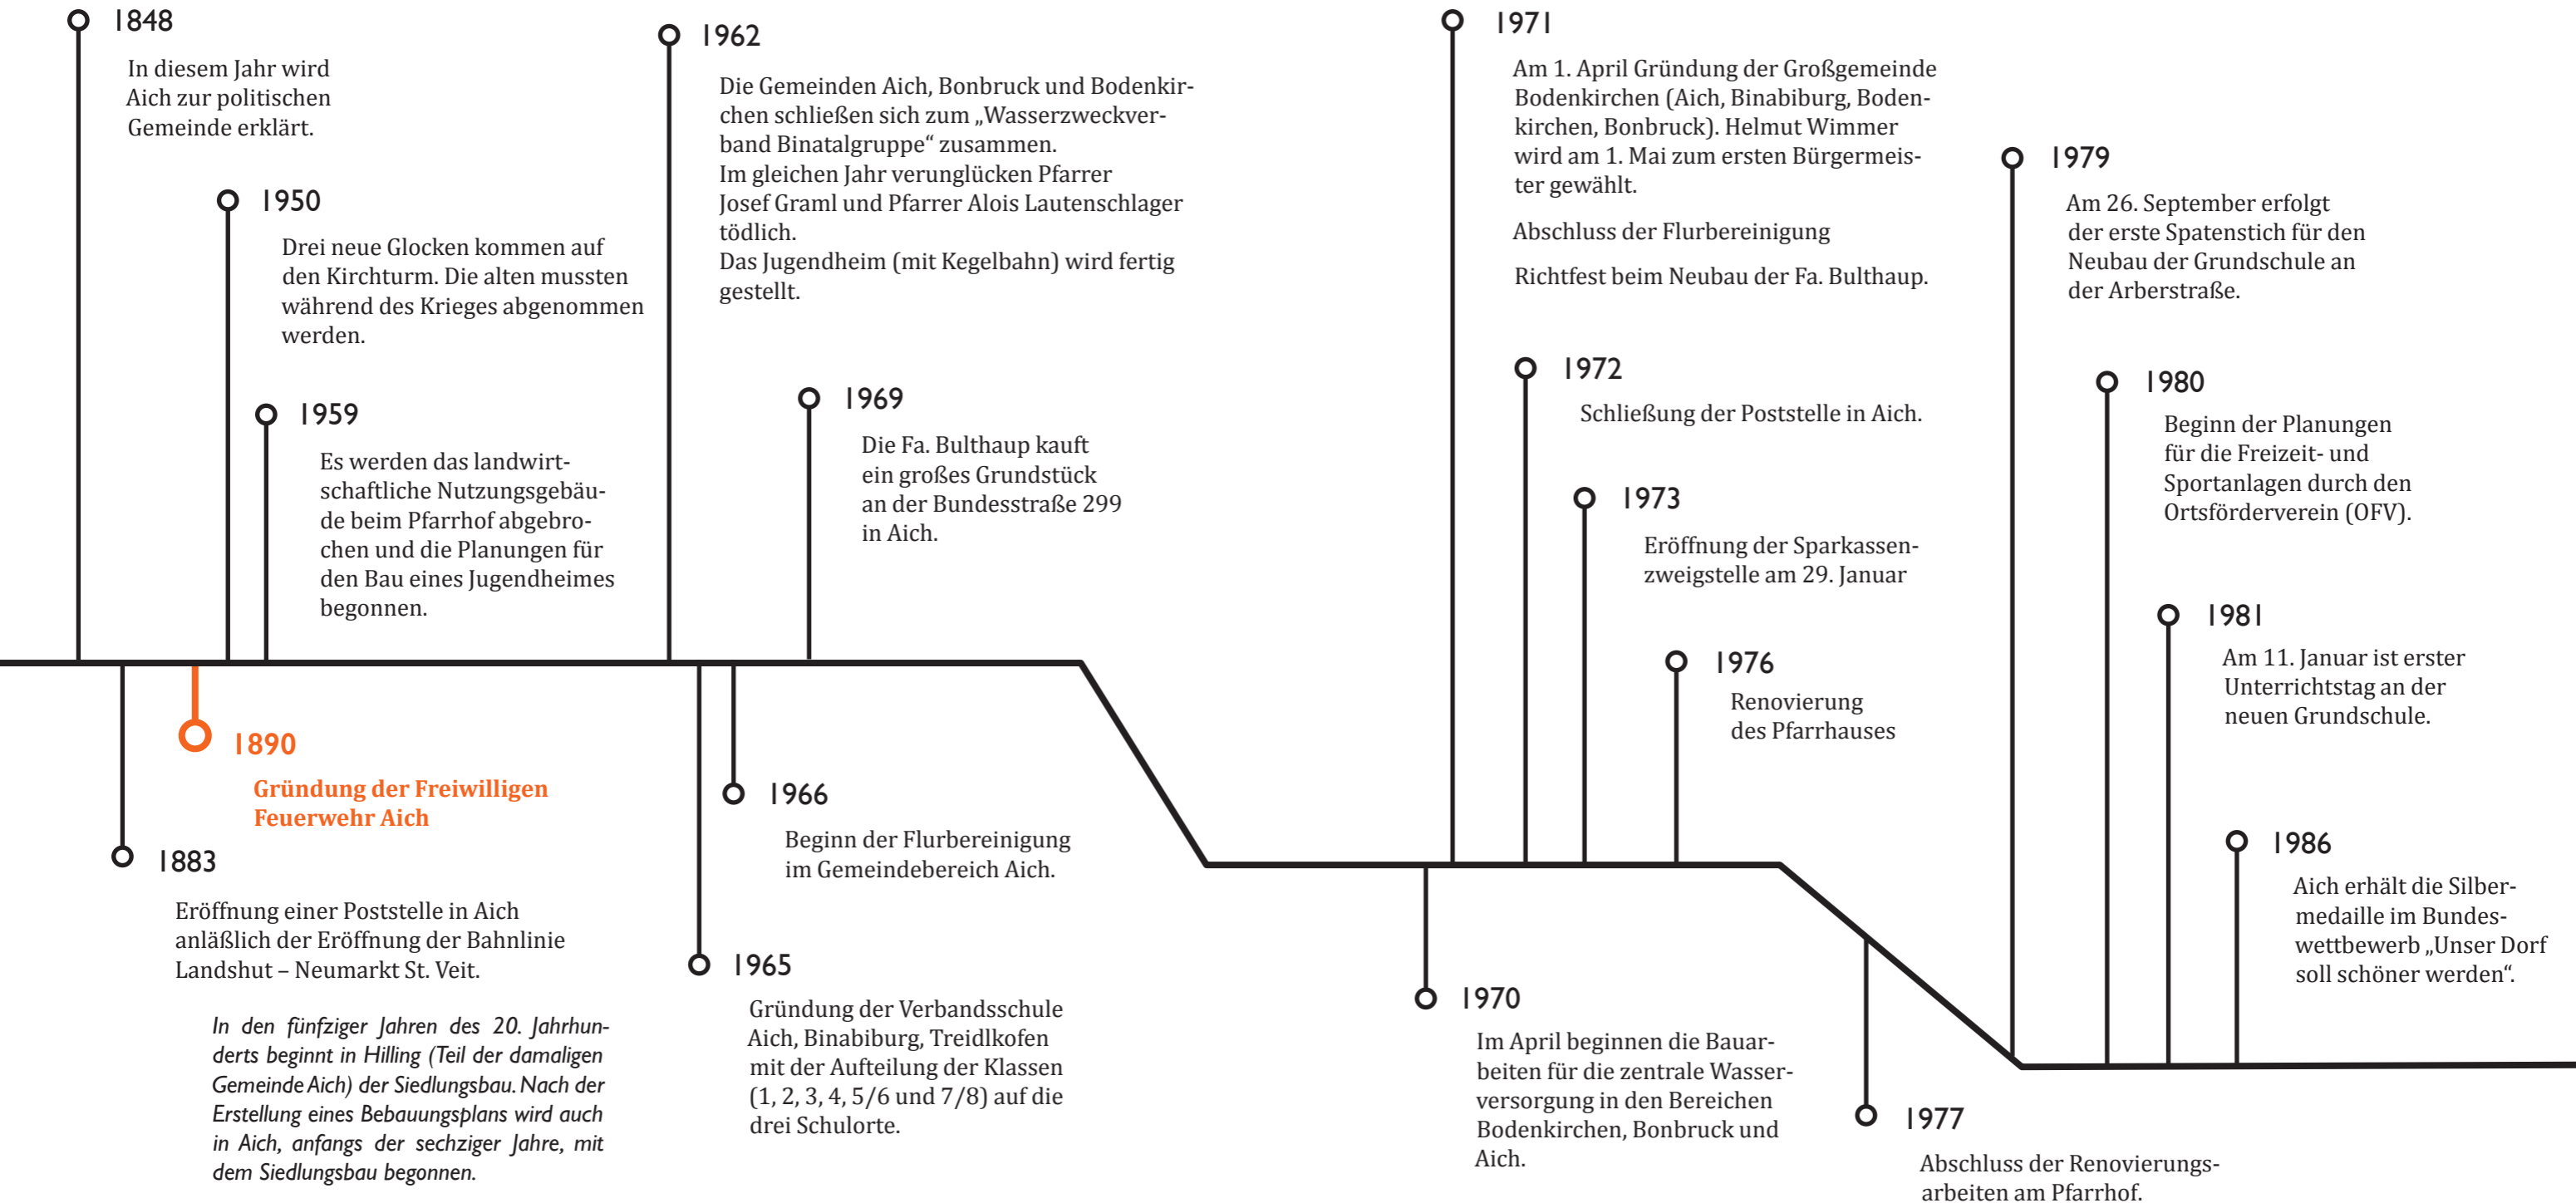 1848
In diesem Jahr wird
Aich zur politischen
Gemeinde erklärt.
1883
Eröffnung einer Poststelle in Aich
anläßlich der Eröffnung der Bahnlinie
Landshut – Neumarkt St. Veit.
1890
Gründung der Freiwilligen
Feuerwehr Aich
1950
Drei neue Glocken kommen auf
den Kirchturm. Die alten mussten
während des Krieges abgenommen
werden.
1959
Es werden das landwirt-
schaftliche Nutzungsgebäu-
de beim Pfarrhof abgebro-
chen und die Planungen für
den Bau eines Jugendheimes
begonnen.
In den fünfziger Jahren des 20. Jahrhun-
derts beginnt in Hilling (Teil der damaligen
Gemeinde Aich) der Siedlungsbau. Nach der
Erstellung eines Bebauungsplans wird auch
in Aich, anfangs der sechziger Jahre, mit
dem Siedlungsbau begonnen.
1962
Die Gemeinden Aich, Bonbruck und Bodenkir-
chen schließen sich zum „Wasserzweckver-
band Binatalgruppe“ zusammen.
Im gleichen Jahr verunglücken Pfarrer
Josef Graml und Pfarrer Alois Lautenschlager
tödlich.
Das Jugendheim (mit Kegelbahn) wird fertig
gestellt.
1965
Gründung der Verbandsschule
Aich, Binabiburg, Treidlkofen
mit der Aufteilung der Klassen
(1, 2, 3, 4, 5/6 und 7/8) auf die
drei Schulorte.
1966
Beginn der Flurbereinigung
im Gemeindebereich Aich.
1969
Die Fa. Bulthaup kauft
ein großes Grundstück
an der Bundesstraße 299
in Aich.
1970
Im April beginnen die Bauar-
beiten für die zentrale Wasser-
versorgung in den Bereichen
Bodenkirchen, Bonbruck und
Aich.
1971
Am 1. April Gründung der Großgemeinde
Bodenkirchen (Aich, Binabiburg, Boden-
kirchen, Bonbruck). Helmut Wimmer
wird am 1. Mai zum ersten Bürgermeis-
ter gewählt.
Abschluss der Flurbereinigung
Richtfest beim Neubau der Fa. Bulthaup.
1972
Schließung der Poststelle in Aich.
1973
Eröffnung der Sparkassen-
zweigstelle am 29. Januar
1976
Renovierung
des Pfarrhauses
1977
Abschluss der Renovierungs-
arbeiten am Pfarrhof.
1979
Am 26. September erfolgt
der erste Spatenstich für den
Neubau der Grundschule an
der Arberstraße.
1980
Beginn der Planungen
für die Freizeit- und
Sportanlagen durch den
Ortsförderverein (OFV).
1981
Am 11. Januar ist erster
Unterrichtstag an der
neuen Grundschule.
1986
Aich erhält die Silber-
medaille im Bundes-
wettbewerb „Unser Dorf
soll schöner werden“.